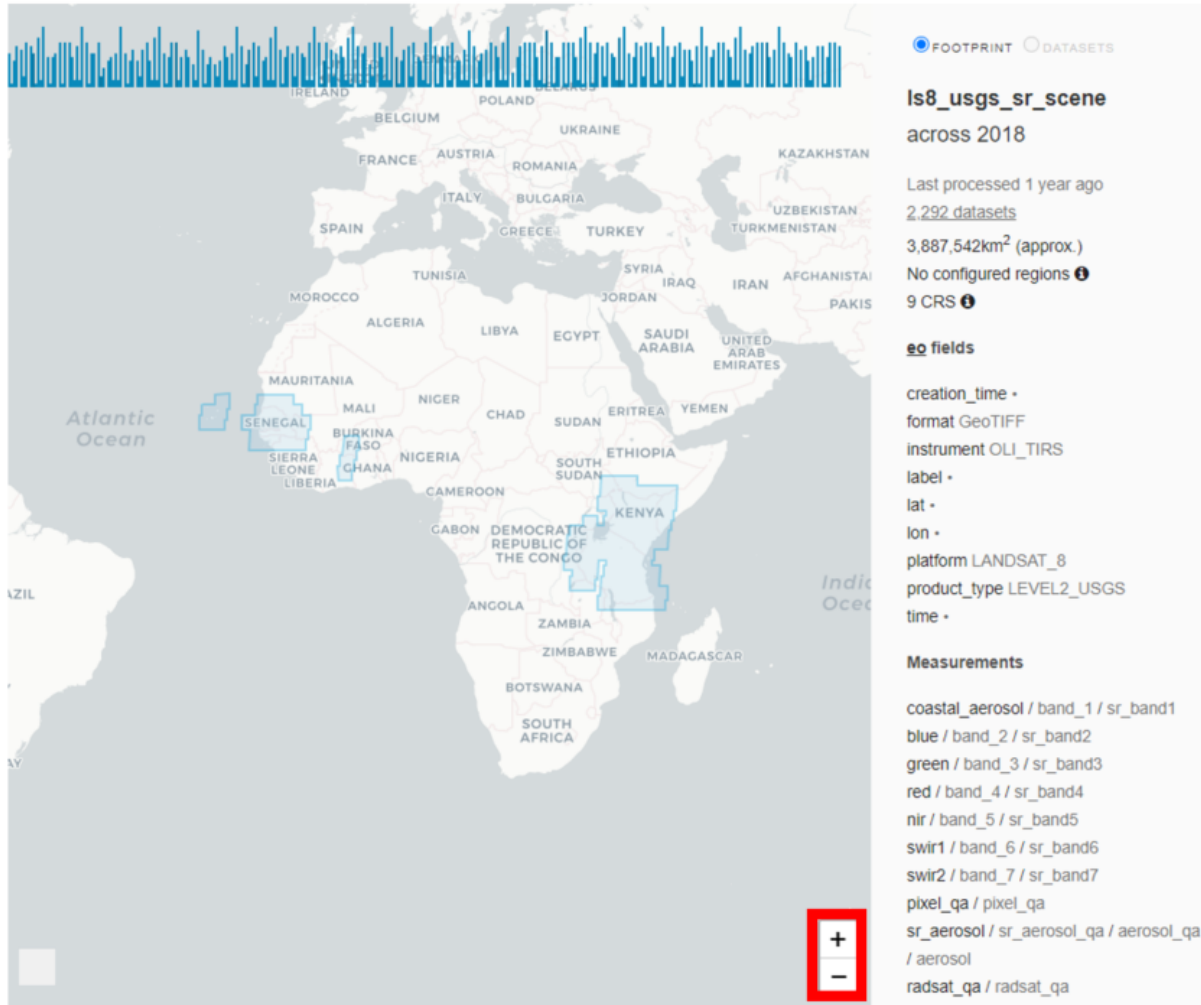 IRELAND
POLAND
BELGIUM
UKRAINE
FRANCE
AUSTRIA
KAZAKHSTAN
ROMANIA
ITALY
BULGARIA
UZBEKISTAN
SPAIN
GREECE
TURKEY
TURKMENISTAN
TUNISIA
SYRIA
IRAQ
IRAN
AFGHANISTA
MOROCCO
JORDAN
PAKIS
ALGERIA
LIBYA
EGYPT
SAUDI
ARABIA
UNITED
ARAB
EMIRATES
MAURITANIA
Atlantic
Ocean
MALI
NIGER
CHAD
SUDAN
ERITREA
YEMEN
SENEGAL
BURKINA
FASO
SIERRA
LEONE
LIBERIA
GHANA
NIGERIA
SOUTH
SUDAN
ETHIOPIA
CAMEROON
KENYA
GABON
DEMOCRATIC
REPUBLIC OF
THE CONGO
AZIL
Indic
Ocea
ANGOLA
ZAMBIA
ZIMBABWE
MADAGASCAR
BOTSWANA
SOUTH
AFRICA
AY
+
−
FOOTPRINT DATASETS
ls8_usgs_sr_scene
across 2018
Last processed 1 year ago
2,292 datasets
3,887,542km² (approx.)
No configured regions
9 CRS
eo fields
creation_time •
format GeoTIFF
instrument OLI_TIRS
label •
lat •
lon •
platform LANDSAT_8
product_type LEVEL2_USGS
time •
Measurements
coastal_aerosol / band_1 / sr_band1
blue / band_2 / sr_band2
green / band_3 / sr_band3
red / band_4 / sr_band4
nir / band_5 / sr_band5
swir1 / band_6 / sr_band6
swir2 / band_7 / sr_band7
pixel_qa / pixel_qa
sr_aerosol / sr_aerosol_qa / aerosol_qa
/ aerosol
radsat_qa / radsat_qa